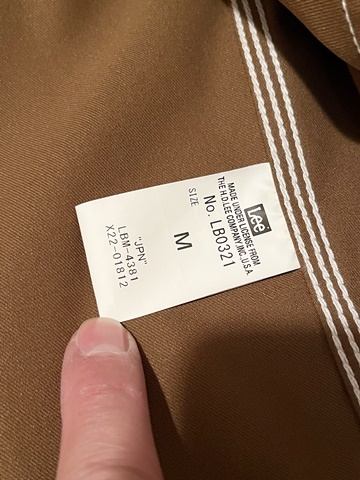 Lee
MADE UNDER LICENSE FROM
THE H.D.LEE COMPANY,INC.,U.S.A.
No. LB0321
SIZE
M
"JPN"
LBM-4381
X22-01812